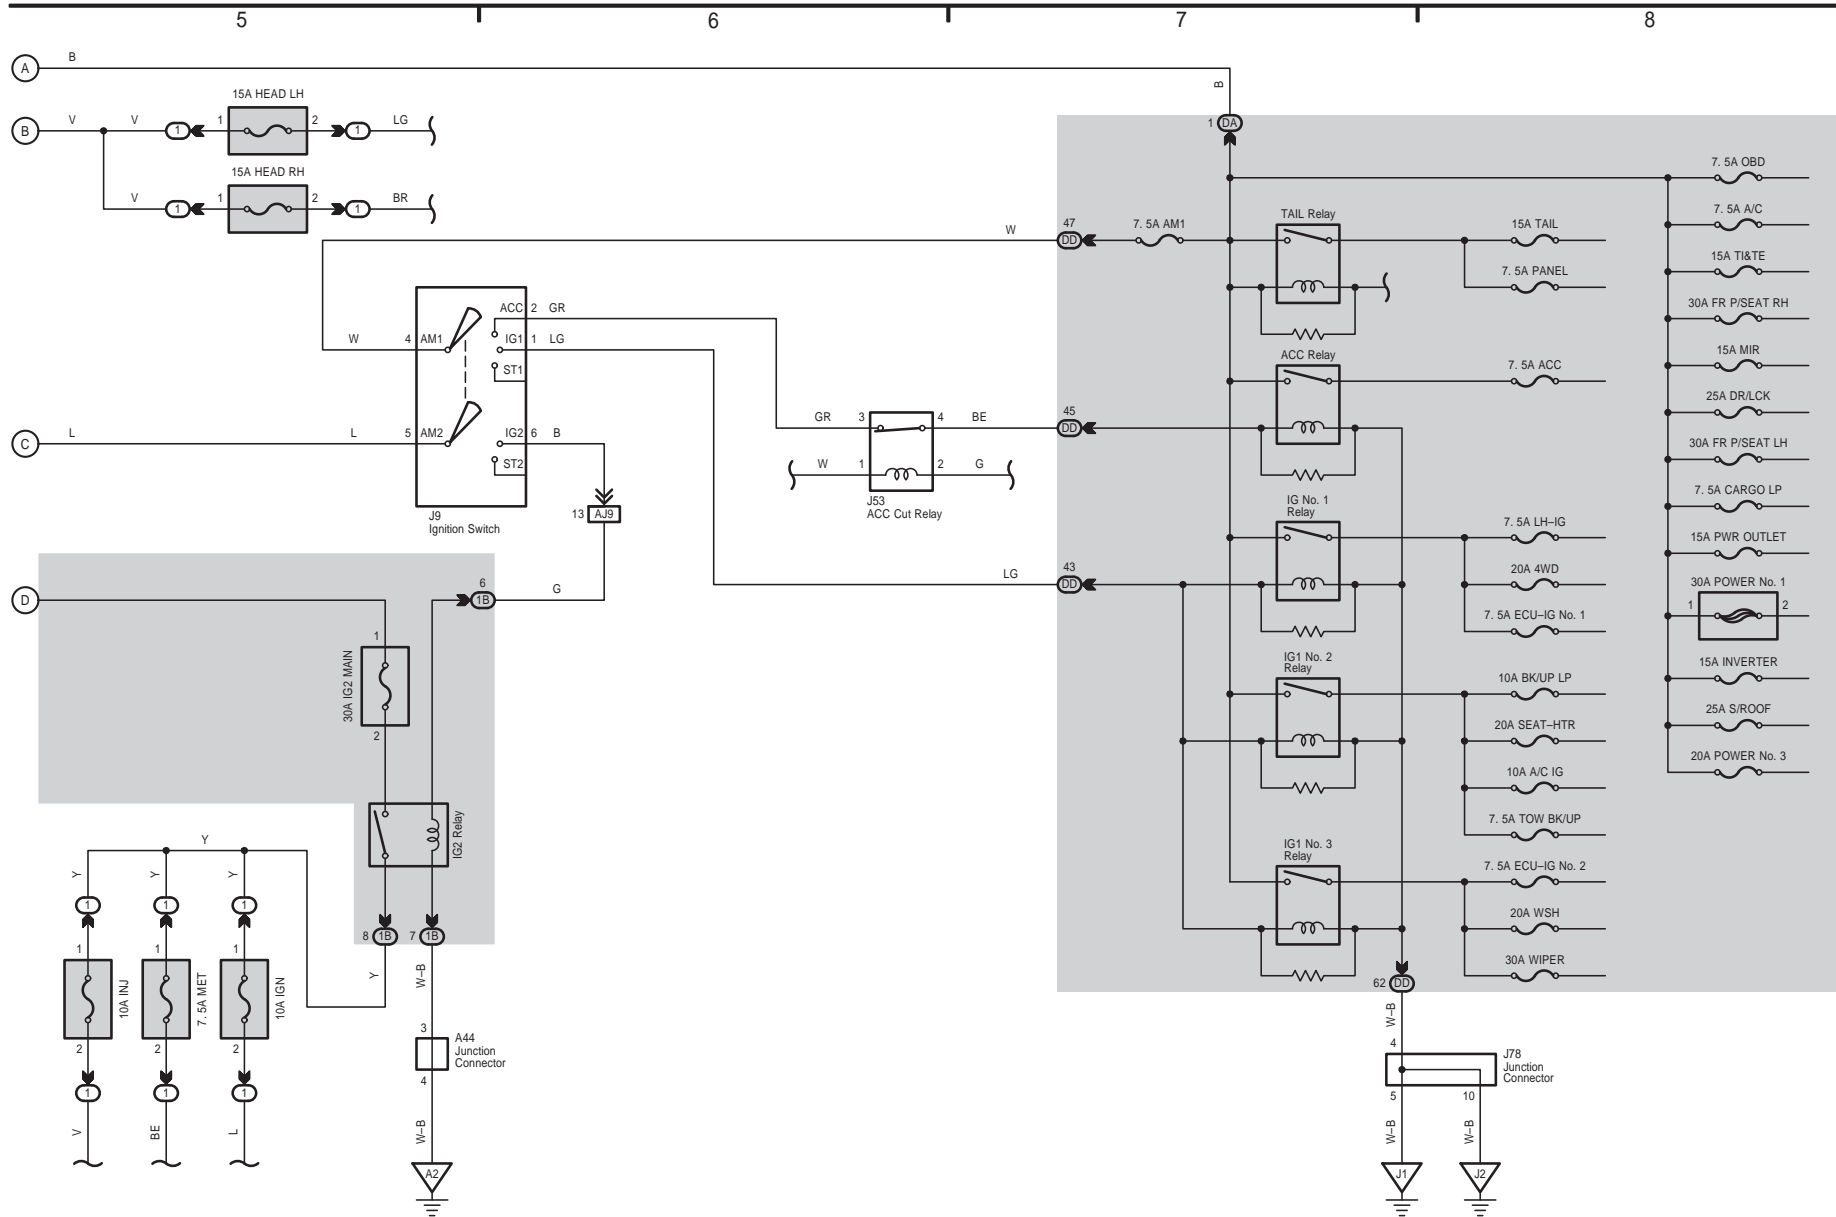 5 6 7 8
A B
B
15A HEAD LH
B V V 1 1 2 1 LG
1 DA
15A HEAD RH
V 1 1 2 1 BR
7. 5A OBD
7. 5A A/C
W
47
DD
7. 5A AM1
TAIL Relay
15A TAIL
7. 5A PANEL
15A TI&TE
30A FR P/SEAT RH
ACC 2 GR
W 4 AM1 IG1 1 LG
ST1
ACC Relay
7. 5A ACC
15A MIR
25A DR/LCK
C L L 5 AM2 IG2 6 B
ST2
J9
Ignition Switch
GR 3 4 BE
W 1 2 G
J53
ACC Cut Relay
45
DD
30A FR P/SEAT LH
7. 5A CARGO LP
13 AJ9
IG No. 1
Relay
7. 5A LH–IG
20A 4WD
7. 5A ECU–IG No. 1
15A PWR OUTLET
30A POWER No. 1
1 2
D
6
1B
G
LG
43
DD
1
30A IG2 MAIN
2
IG1 No. 2
Relay
10A BK/UP LP
20A SEAT–HTR
10A A/C IG
7. 5A TOW BK/UP
15A INVERTER
25A S/ROOF
20A POWER No. 3
IG2 Relay
Y
Y Y Y
1 1 1
8 1B 7 1B
IG1 No. 3
Relay
7. 5A ECU–IG No. 2
20A WSH
30A WIPER
1 1 1
10A INJ
7. 5A MET
10A IGN
Y
W–B
62 DD
2 2 2
1 1 1
3
A44
Junction
Connector
4
W–B
4
J78
Junction
Connector
5 10
V BE L
W–B
W–B W–B
A2
J1 J2